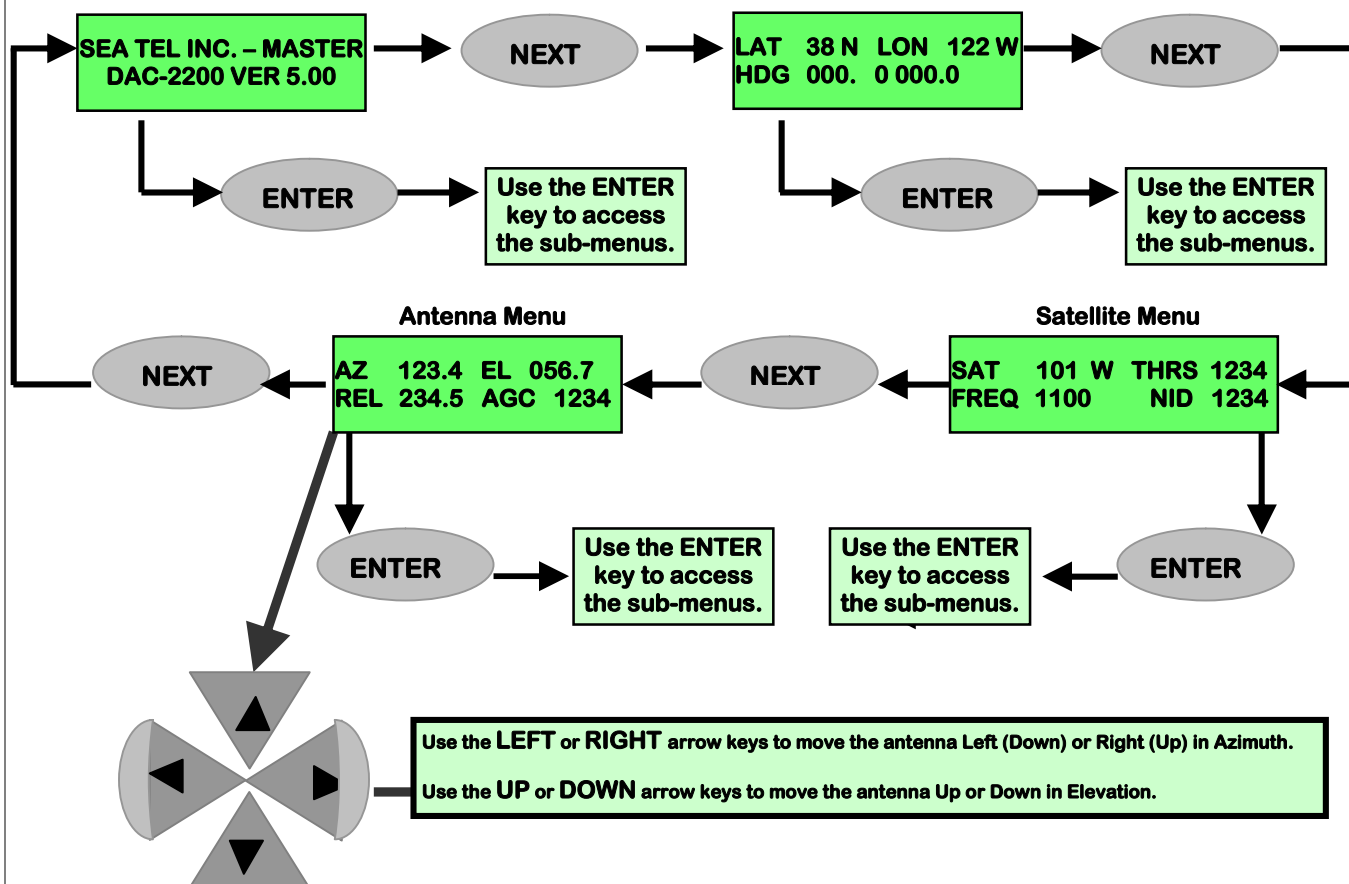 SEA TEL INC. – MASTER
DAC-2200 VER 5.00
NEXT
LAT 38 N LON 122 W
HDG 000. 0 000.0
NEXT
ENTER
Use the ENTER
key to access
the sub-menus.
ENTER
Use the ENTER
key to access
the sub-menus.
Antenna Menu
Satellite Menu
NEXT
AZ 123.4 EL 056.7
REL 234.5 AGC 1234
NEXT
SAT 101 W THRS 1234
FREQ 1100 NID 1234
ENTER
Use the ENTER
key to access
the sub-menus.
Use the ENTER
key to access
the sub-menus.
ENTER
Use the LEFT or RIGHT arrow keys to move the antenna Left (Down) or Right (Up) in Azimuth.
Use the UP or DOWN arrow keys to move the antenna Up or Down in Elevation.